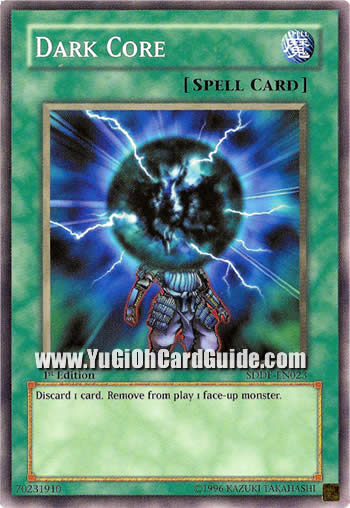 DARK CORE
魔
[SPELL CARD]
www.YuGiOhCardGuide.com
1st Edition SDDE-EN023
Discard 1 card. Remove from play 1 face-up monster.
70231910 ©1996 KAZUKI TAKAHASHI